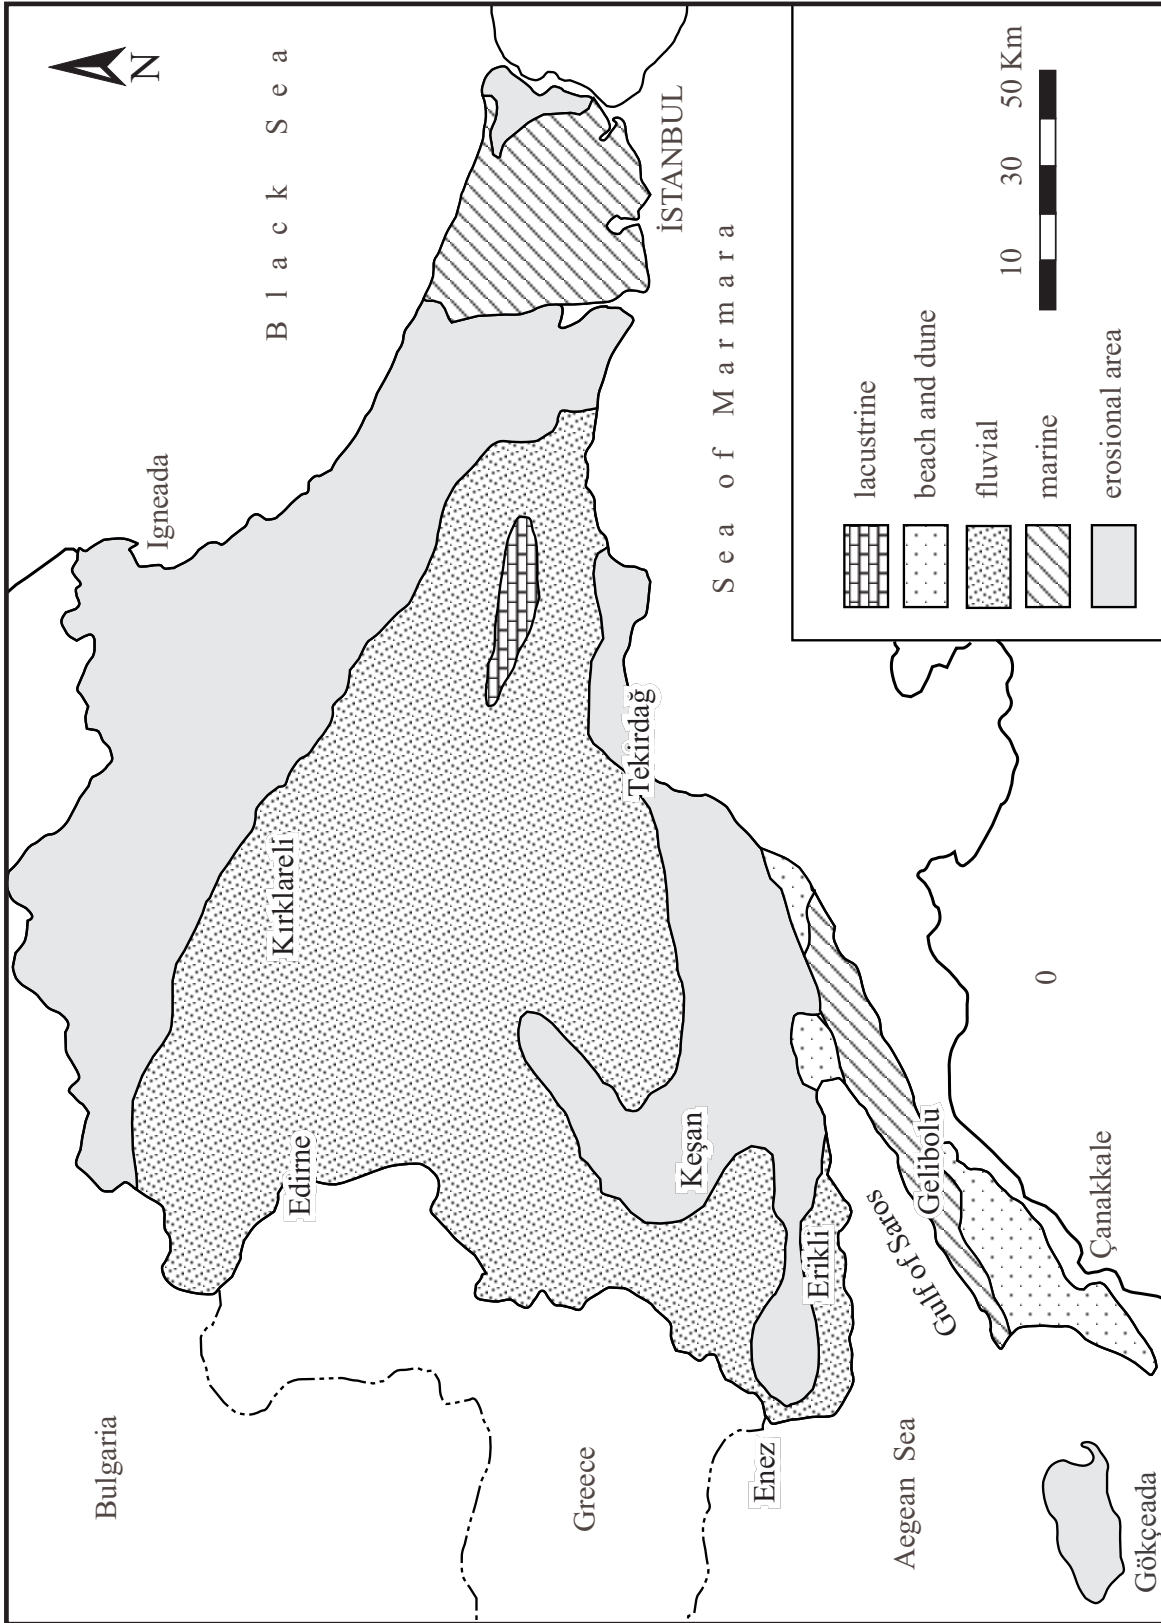 N
Black Sea
Igneada
Bulgaria
Kırklareli
Edirne
Greece
İSTANBUL
Sea of Marmara
Tekirdağ
Keşan
Enez
Erikli
Gulf of Saros
Gelibolu
Aegean Sea
Çanakkale
Gökçeada
0
lacustrine
beach and dune
fluvial
marine
erosional area
10 30 50 Km